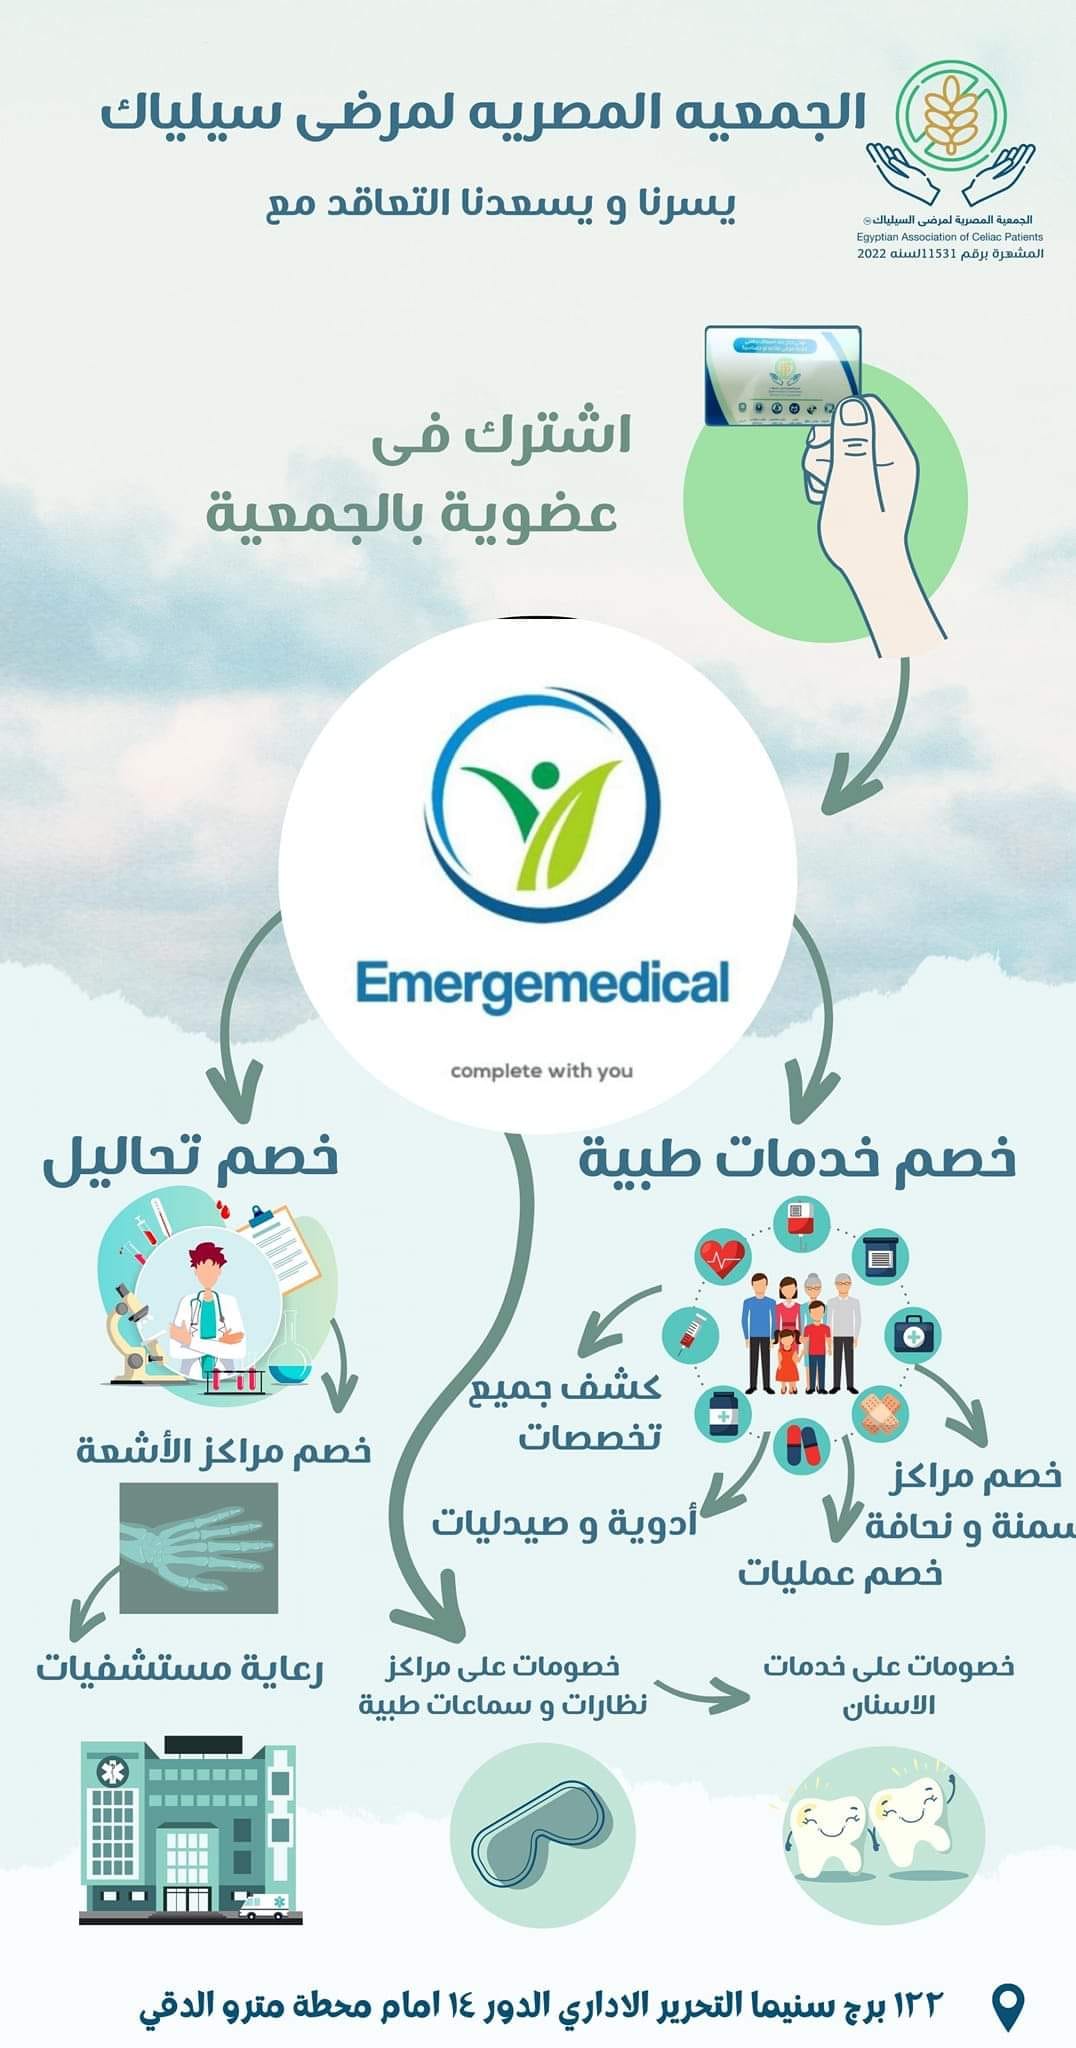 الجمعيه المصريه لمرضى سيلياك
يسرنا و يسعدنا التعاقد مع
الجمعية المصرية لمرضى السيلياك
Egyptian Association of Celiac Patients
المشهرة برقم 11531لسنه 2022
اشترك فى
عضوية بالجمعية
Emergemedical
complete with you
خصم خدمات طبية
خصم تحاليل
كشف جميع
تخصصات
خصم مراكز الأشعة
خصم مراكز
سمنة و نحافة
أدوية و صيدليات
خصم عمليات
خصومات على خدمات
الاسنان
خصومات على مراكز
نظارات و سماعات طبية
رعاية مستشفيات
١٢٢ برج سنيما التحرير الاداري الدور ١٤ امام محطة مترو الدقي